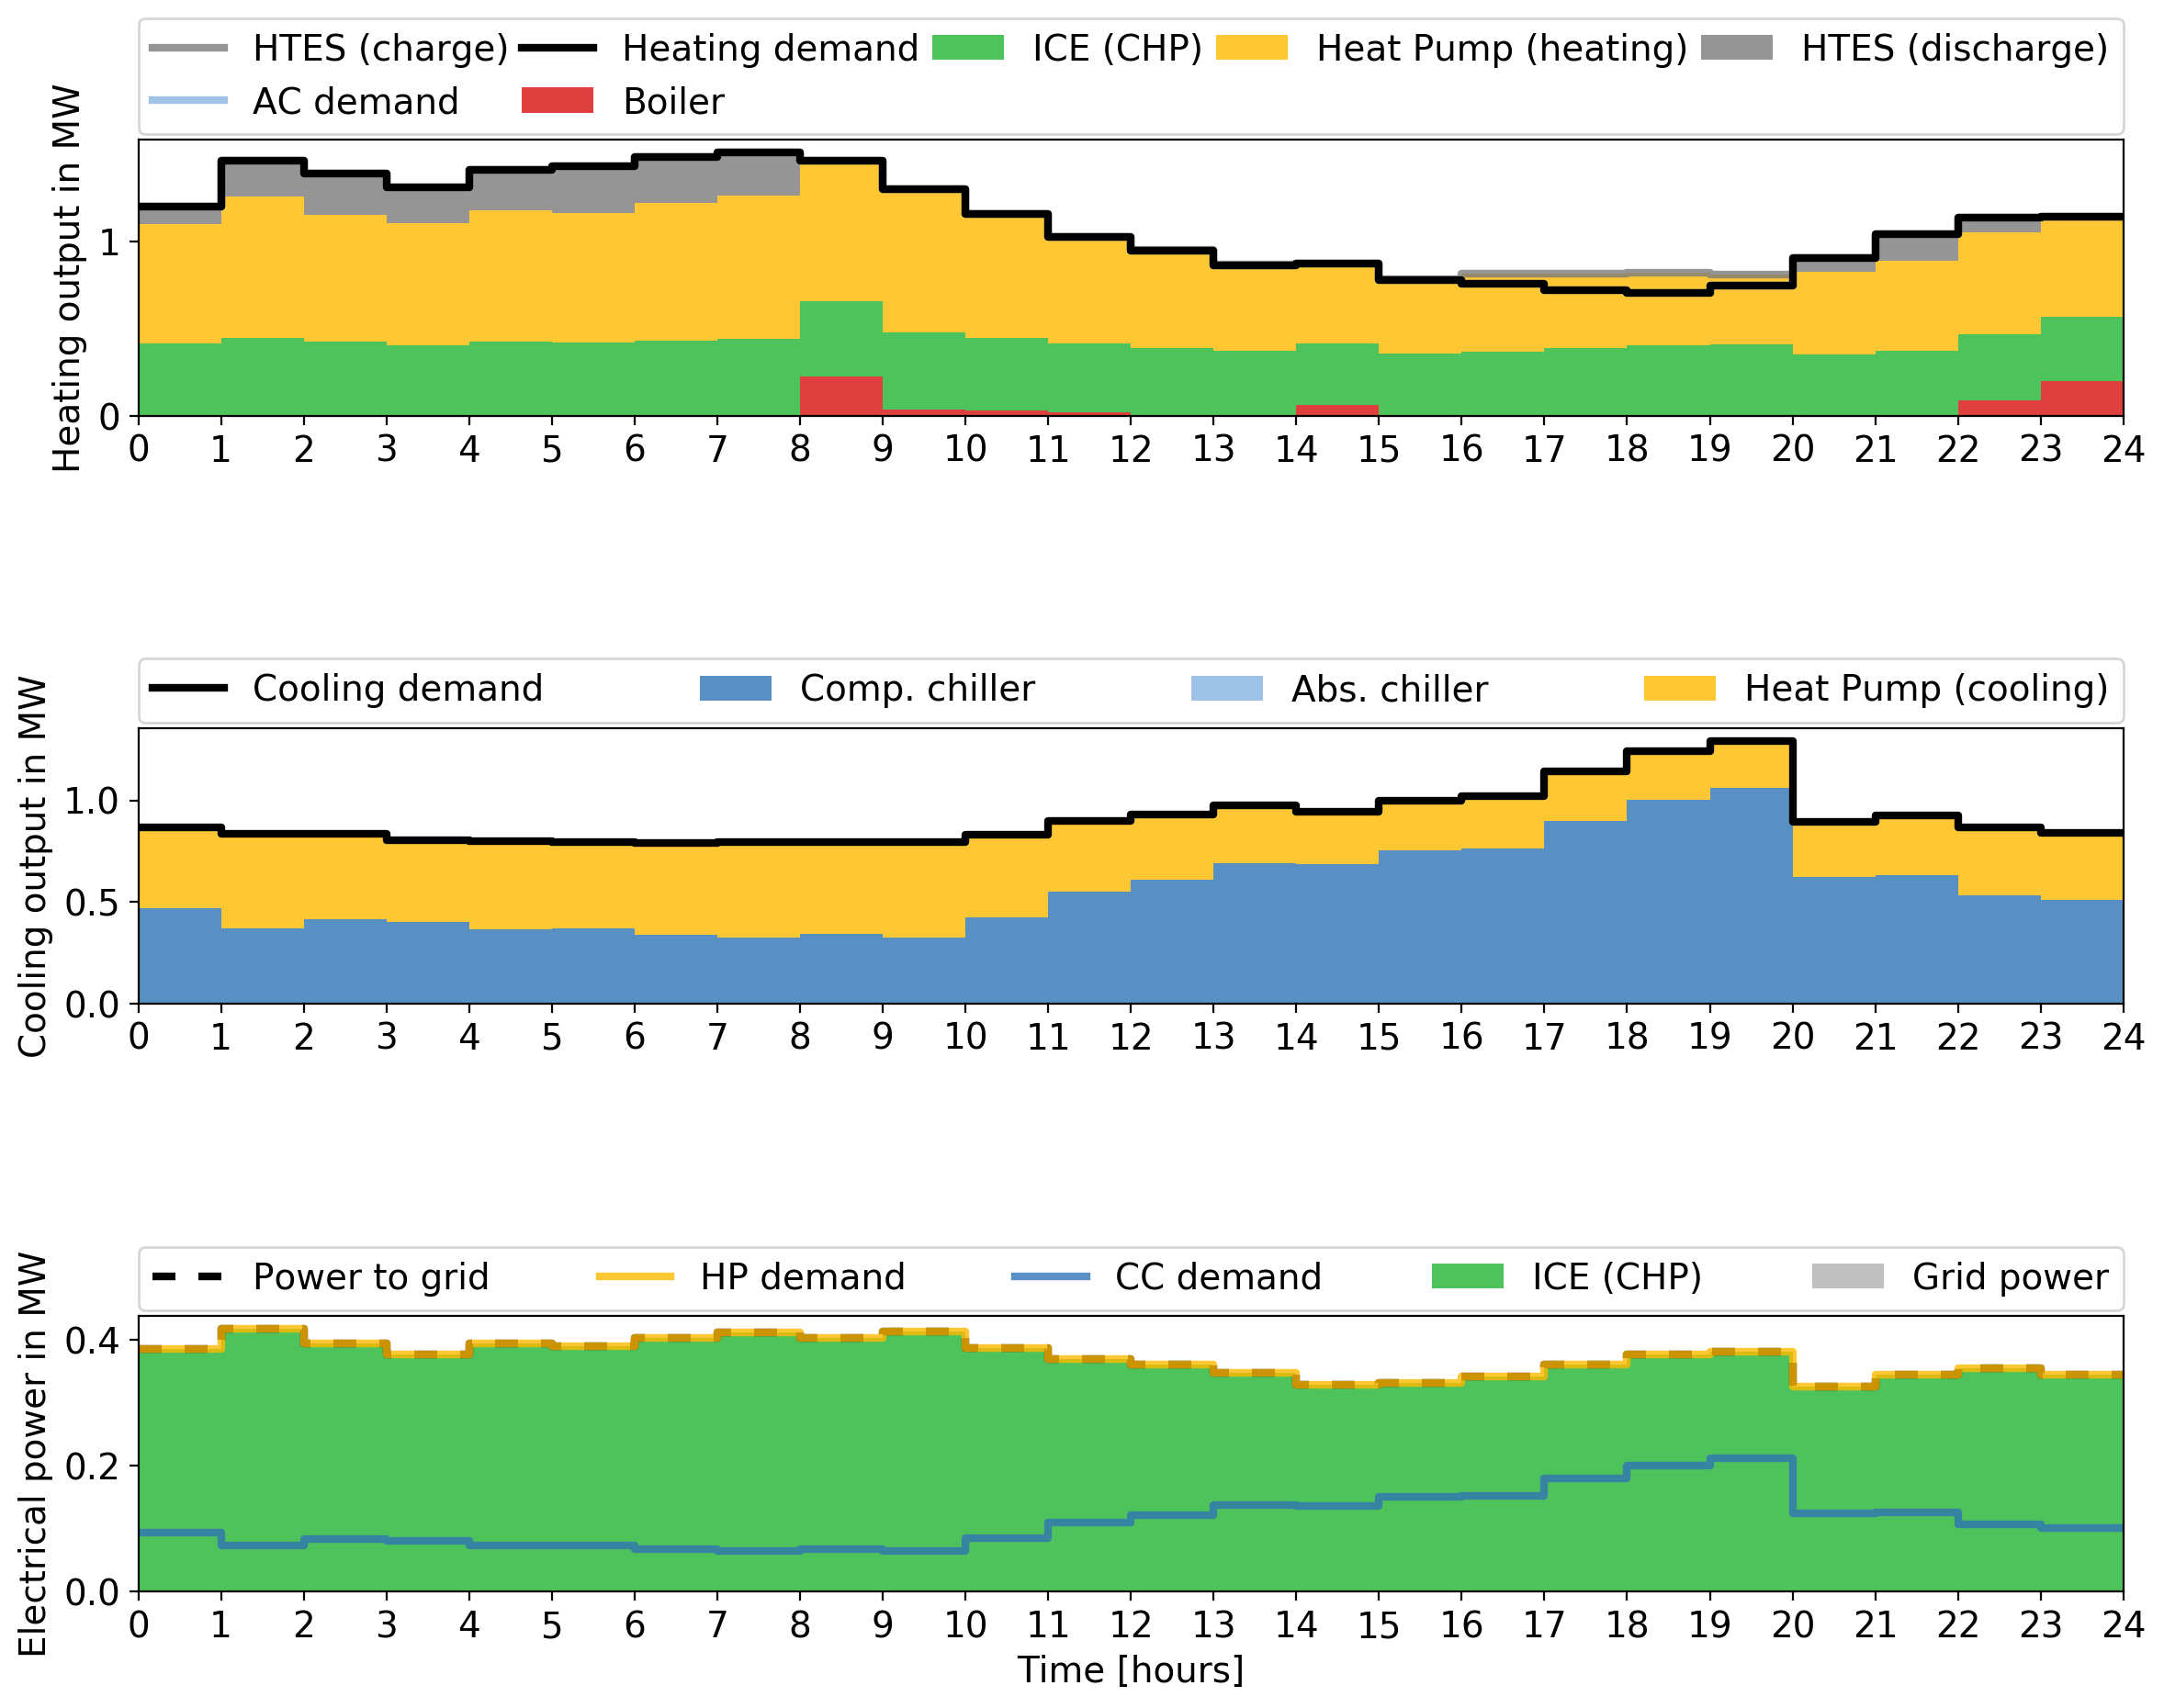 HTES (charge) Heating demand ICE (CHP) Heat Pump (heating) HTES (discharge)
AC demand Boiler
Heating output in MW
1
0
0 1 2 3 4 5 6 7 8 9 10 11 12 13 14 15 16 17 18 19 20 21 22 23 24
Cooling demand Comp. chiller Abs. chiller Heat Pump (cooling)
Cooling output in MW
1.0
0.5
0.0
0 1 2 3 4 5 6 7 8 9 10 11 12 13 14 15 16 17 18 19 20 21 22 23 24
Power to grid HP demand CC demand ICE (CHP) Grid power
Electrical power in MW
0.4
0.2
0.0
0 1 2 3 4 5 6 7 8 9 10 11 12 13 14 15 16 17 18 19 20 21 22 23 24
Time [hours]